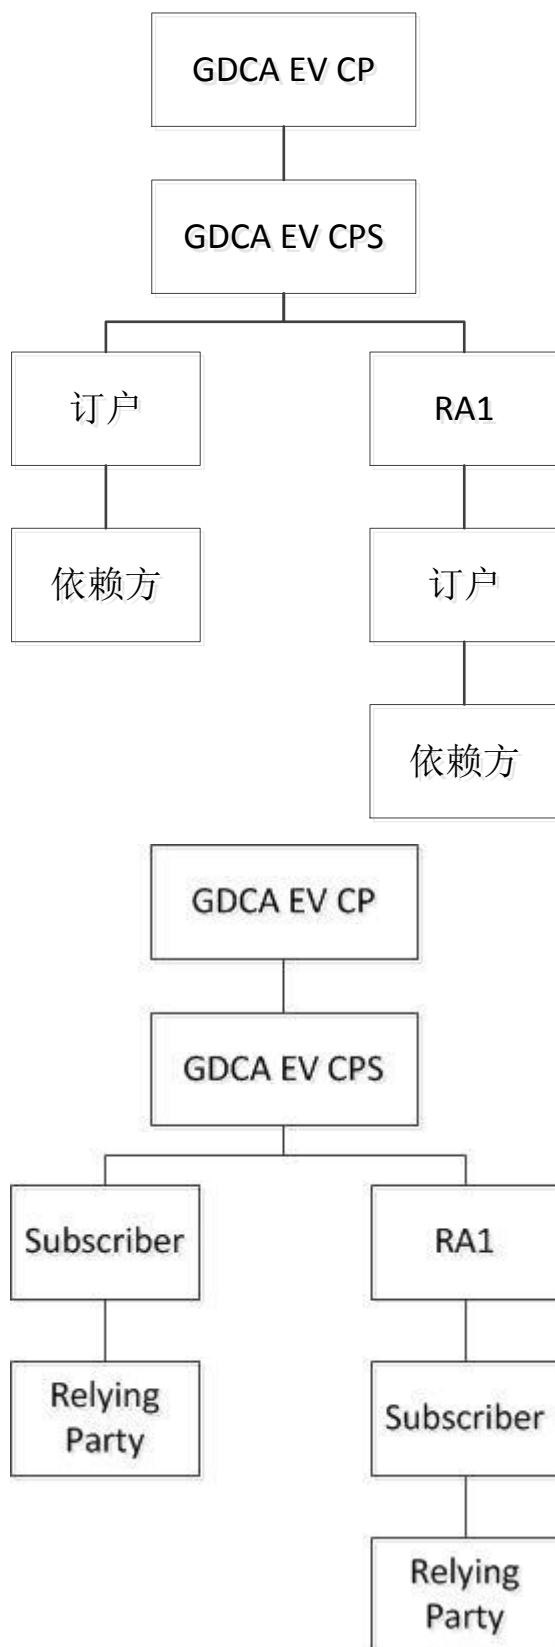 GDCA EV CP
GDCA EV CPS
订户
RA1
依赖方
订户
依赖方
GDCA EV CP
GDCA EV CPS
Subscriber
RA1
Relying
Party
Subscriber
Relying
Party